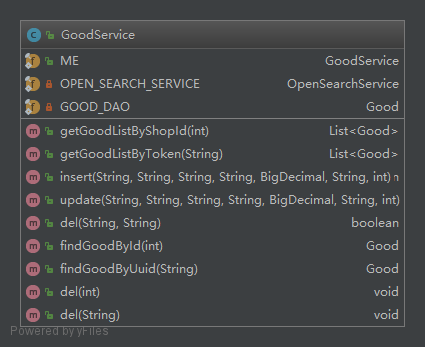 GoodService
ME GoodService
OPEN_SEARCH_SERVICE OpenSearchService
GOOD_DAO Good
getGoodListByShopId(int) List<Good>
getGoodListByToken(String) List<Good>
insert(String, String, String, String, BigDecimal, String, int)n
update(String, String, String, String, BigDecimal, String, int)
del(String, String) boolean
findGoodById(int) Good
findGoodByUuid(String) Good
del(int) void
del(String) void
Powered by yFiles